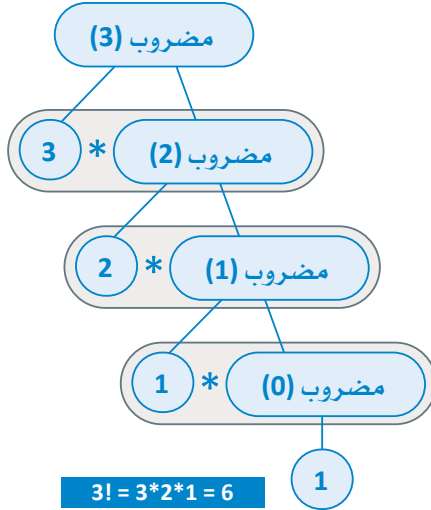 مضروب (3)
3 * مضروب (2)
2 * مضروب (1)
1 * مضروب (0)
1
3! = 3*2*1 = 6